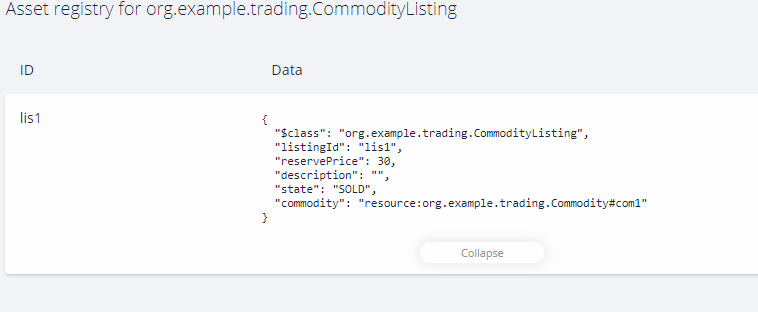 Asset registry for org.example.trading.CommodityListing
ID Data
lis1
{
"$class": "org.example.trading.CommodityListing",
"listingId": "lis1",
"reservePrice": 30,
"description": "",
"state": "SOLD",
"commodity": "resource:org.example.trading.Commodity#com1"
}
Collapse